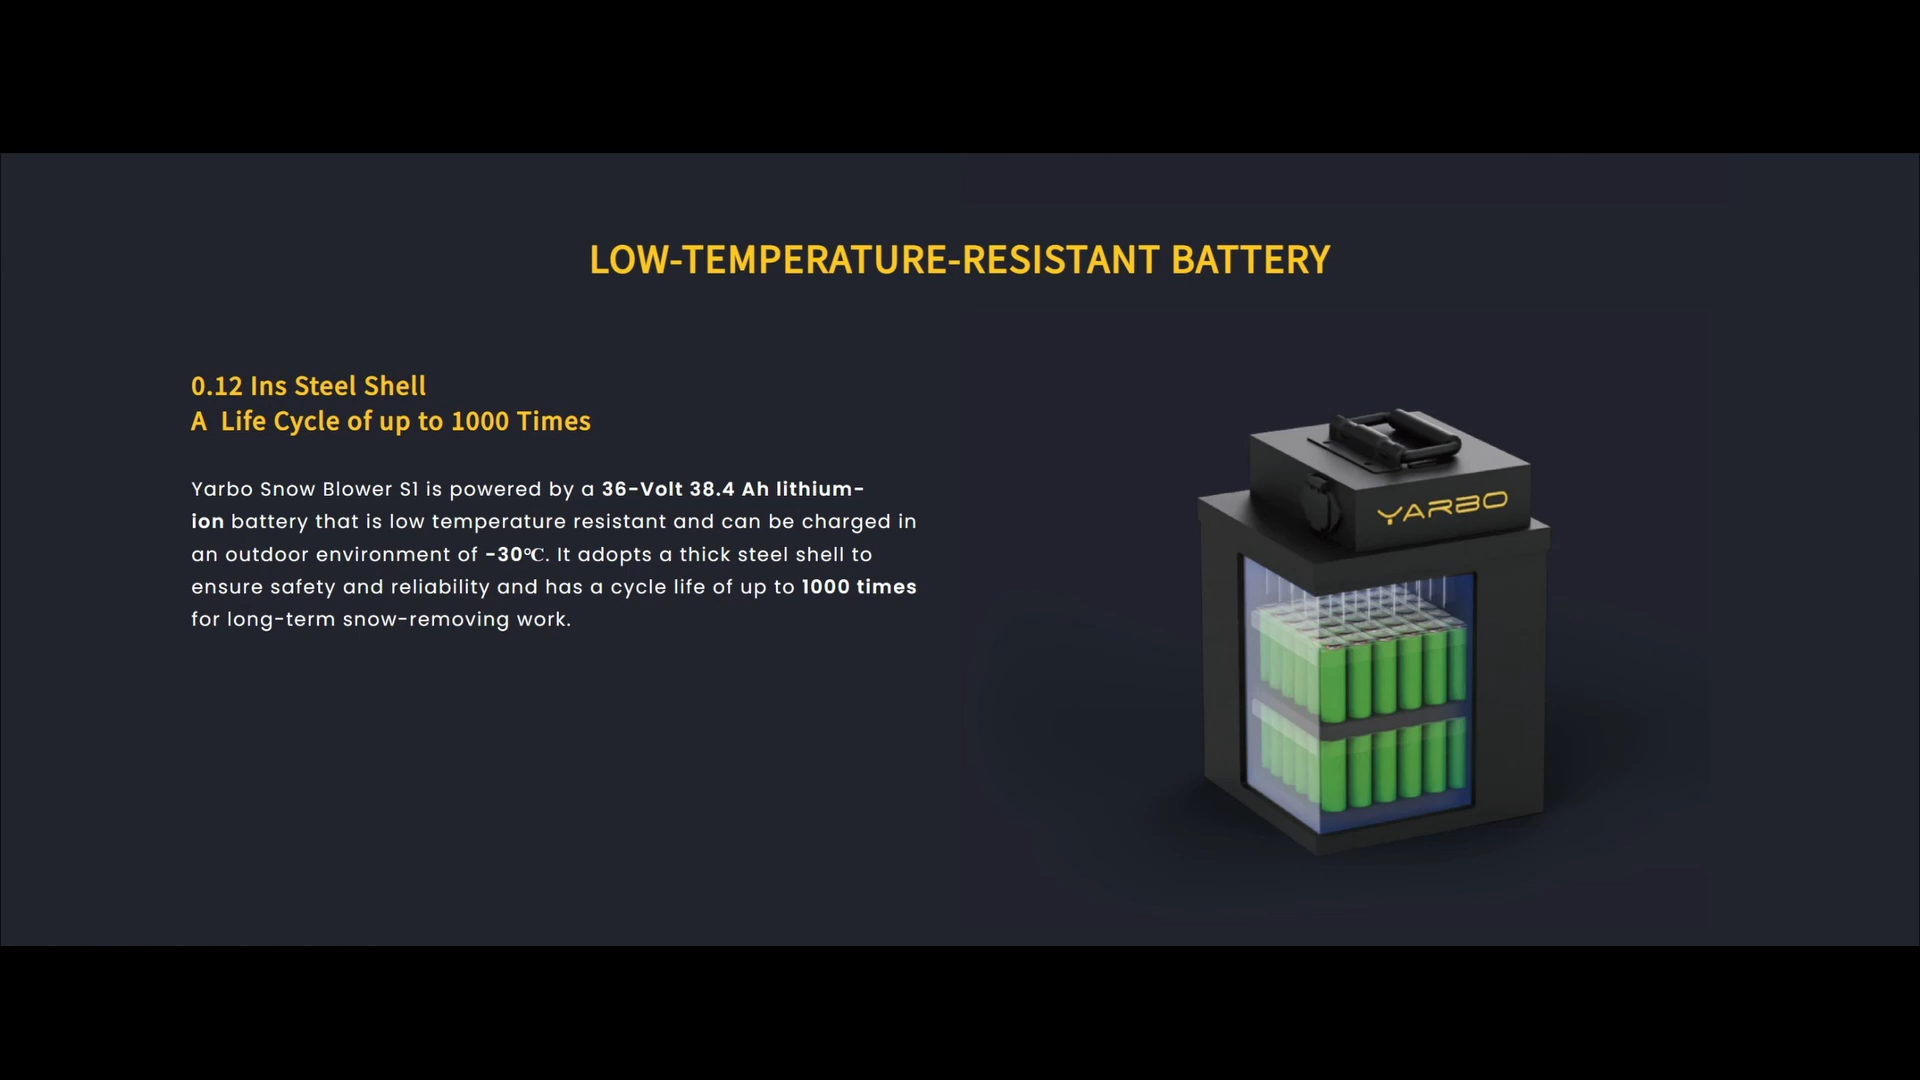 LOW-TEMPERATURE-RESISTANT BATTERY
0.12 Ins Steel Shell
A Life Cycle of up to 1000 Times
Yarbo Snow Blower S1 is powered by a 36-Volt 38.4 Ah lithium-
ion battery that is low temperature resistant and can be charged in
an outdoor environment of -30℃. It adopts a thick steel shell to
ensure safety and reliability and has a cycle life of up to 1000 times
for long-term snow-removing work.
YARBO